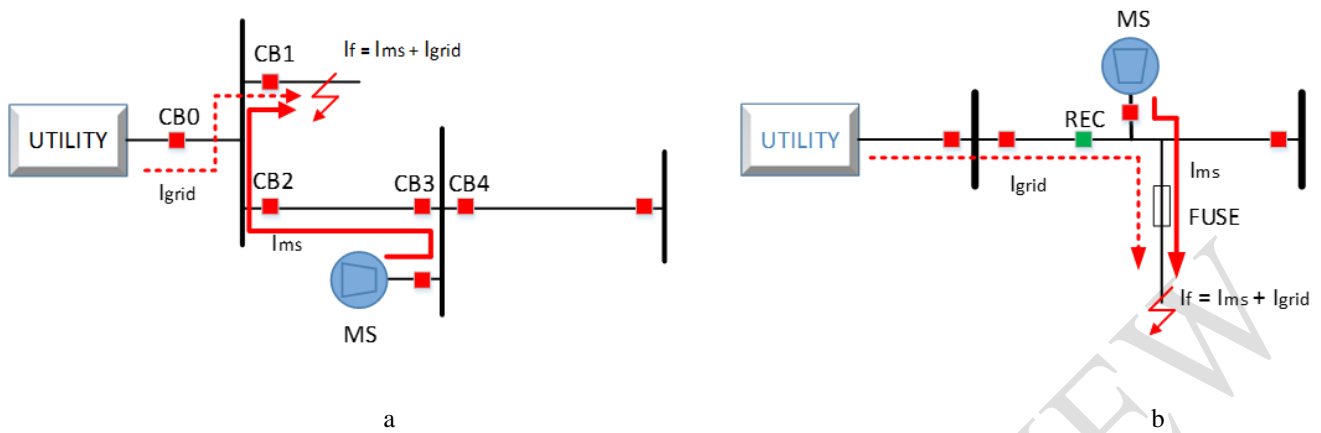 CB1
If = Ims + Igrid
UTILITY
CB0
Igrid
CB2
CB3
CB4
Ims
MS
a
MS
UTILITY
REC
Igrid
Ims
FUSE
If = Ims + Igrid
b